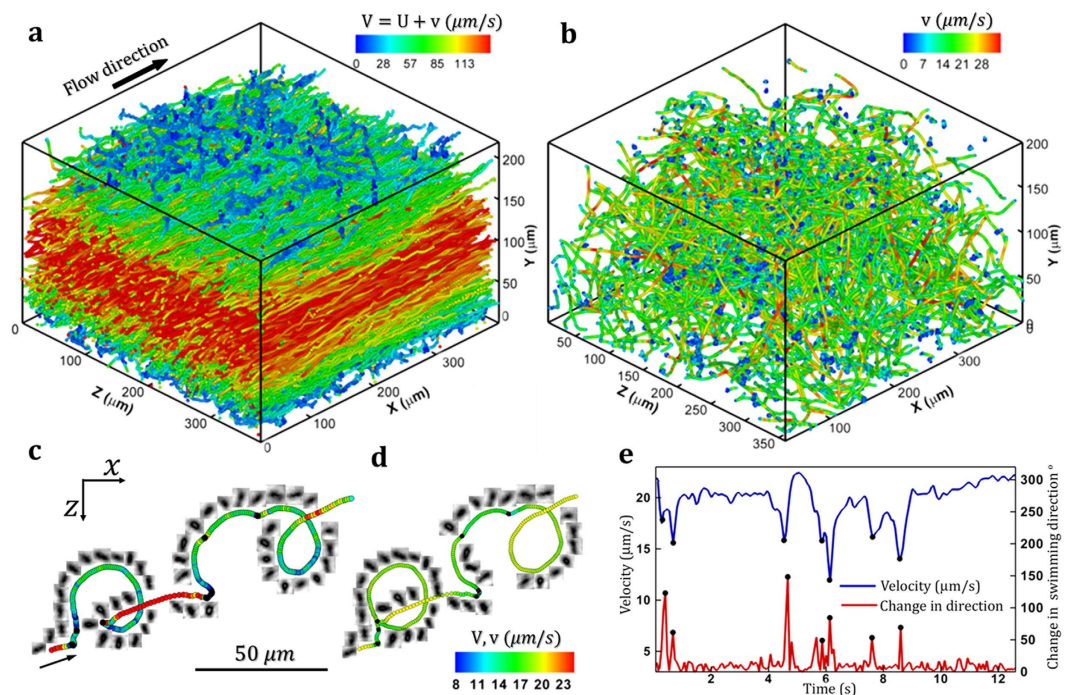 a
V = U + v (μm/s)
0 28 57 85 113
Flow direction
200
150
100
50
0
Y (μm)
0
100
200
300
Z (μm)
0
100
200
300
X (μm)
b
v (μm/s)
0 7 14 21 28
200
150
100
50
0
Y (μm)
50
100
150
200
250
300
350
Z (μm)
100
200
300
0
X (μm)
c
x
z
50 μm
d
V, v (μm/s)
8 11 14 17 20 23
e
20
15
10
5
Velocity (μm/s)
300
250
200
150
100
50
0
Change in swimming direction °
Velocity (μm/s)
Change in direction
2 4 6 8 10 12
Time (s)